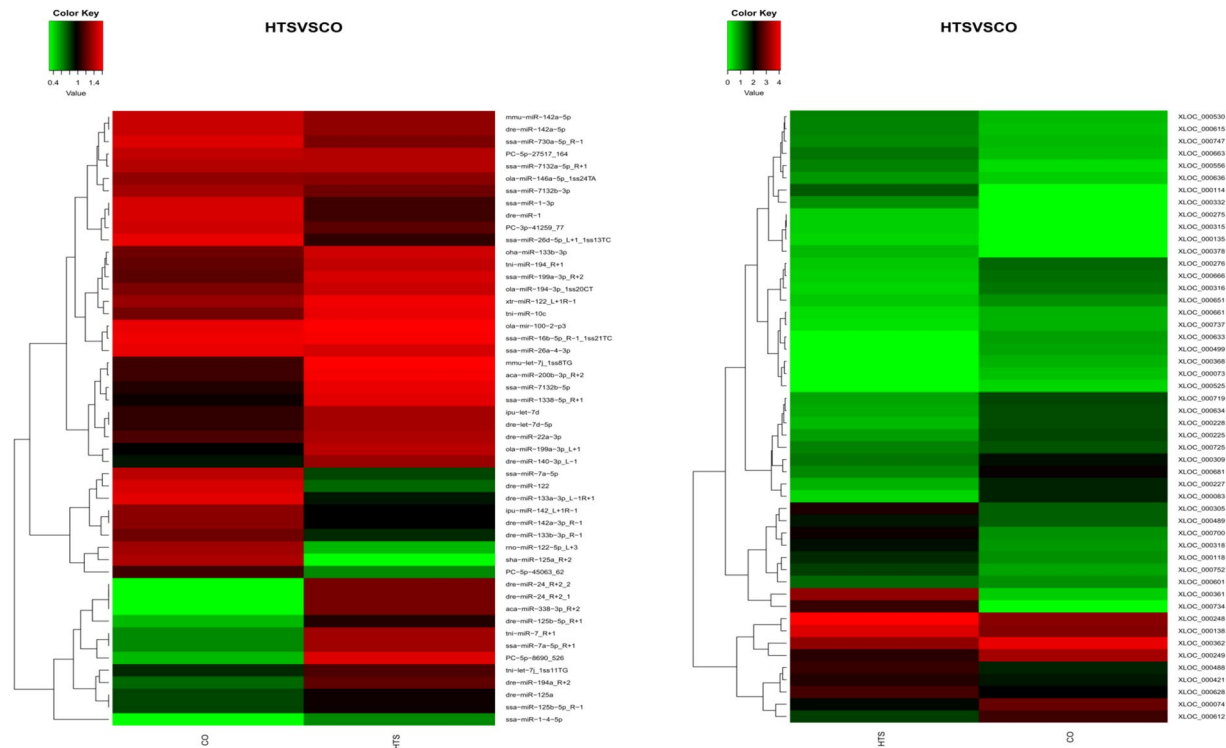 Color Key
0.4 1 1.4
Value
HTSVSCO
mmu-miR-142a-5p
dre-miR-142a-5p
ssa-miR-730a-5p_R-1
PC-5p-27517_164
ssa-miR-7132a-5p_R+1
ola-miR-146a-5p_1ss24TA
ssa-miR-7132b-3p
ssa-miR-1-3p
dre-miR-1
PC-3p-41259_77
ssa-miR-26d-5p_L+1_1ss13TC
oha-miR-133b-3p
tni-miR-194_R+1
ssa-miR-199a-3p_R+2
ola-miR-194-3p_1ss20CT
xtr-miR-122_L+1R-1
tni-miR-10c
ola-mir-100-2-p3
ssa-miR-16b-5p_R-1_1ss21TC
ssa-miR-26a-4-3p
mmu-let-7j_1ss8TG
aca-miR-200b-3p_R+2
ssa-miR-7132b-5p
ssa-miR-1338-5p_R+1
ipu-let-7d
dre-let-7d-5p
dre-miR-22a-3p
ola-miR-199a-3p_L+1
dre-miR-140-3p_L-1
ssa-miR-7a-5p
dre-miR-122
dre-miR-133a-3p_L-1R+1
ipu-miR-142_L+1R-1
dre-miR-142a-3p_R-1
dre-miR-133b-3p_R-1
rno-miR-122-5p_L+3
sha-miR-125a_R+2
PC-5p-45063_62
dre-miR-24_R+2_2
dre-miR-24_R+2_1
aca-miR-338-3p_R+2
dre-miR-125b-5p_R+1
tni-miR-7_R+1
ssa-miR-7a-5p_R+1
PC-5p-8690_526
tni-let-7j_1ss11TG
dre-miR-194a_R+2
dre-miR-125a
ssa-miR-125b-5p_R-1
ssa-miR-1-4-5p
CO
HTS
Color Key
0 1 2 3 4
Value
HTSVSCO
XLOC_000530
XLOC_000615
XLOC_000747
XLOC_000663
XLOC_000556
XLOC_000636
XLOC_000114
XLOC_000332
XLOC_000275
XLOC_000315
XLOC_000135
XLOC_000378
XLOC_000276
XLOC_000666
XLOC_000316
XLOC_000651
XLOC_000661
XLOC_000737
XLOC_000633
XLOC_000499
XLOC_000368
XLOC_000073
XLOC_000525
XLOC_000719
XLOC_000634
XLOC_000228
XLOC_000225
XLOC_000725
XLOC_000309
XLOC_000681
XLOC_000227
XLOC_000083
XLOC_000305
XLOC_000489
XLOC_000700
XLOC_000318
XLOC_000118
XLOC_000752
XLOC_000601
XLOC_000361
XLOC_000734
XLOC_000248
XLOC_000138
XLOC_000362
XLOC_000249
XLOC_000488
XLOC_000421
XLOC_000628
XLOC_000074
XLOC_000612
HTS
CO